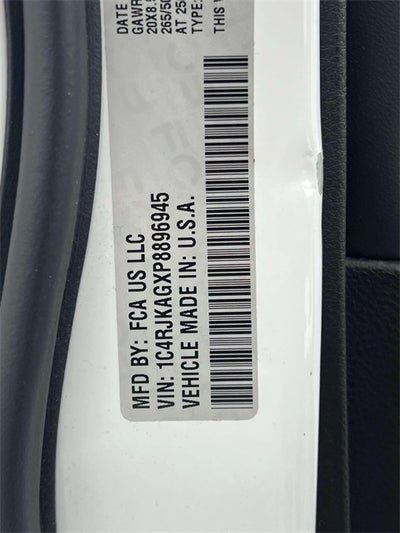 DATE
GAWR
20X8.5
265/50
AT 25
TYPE:
THIS
MFD BY: FCA US LLC
VIN: 1C4RJKAGXP8896945
VEHICLE MADE IN: U.S.A.